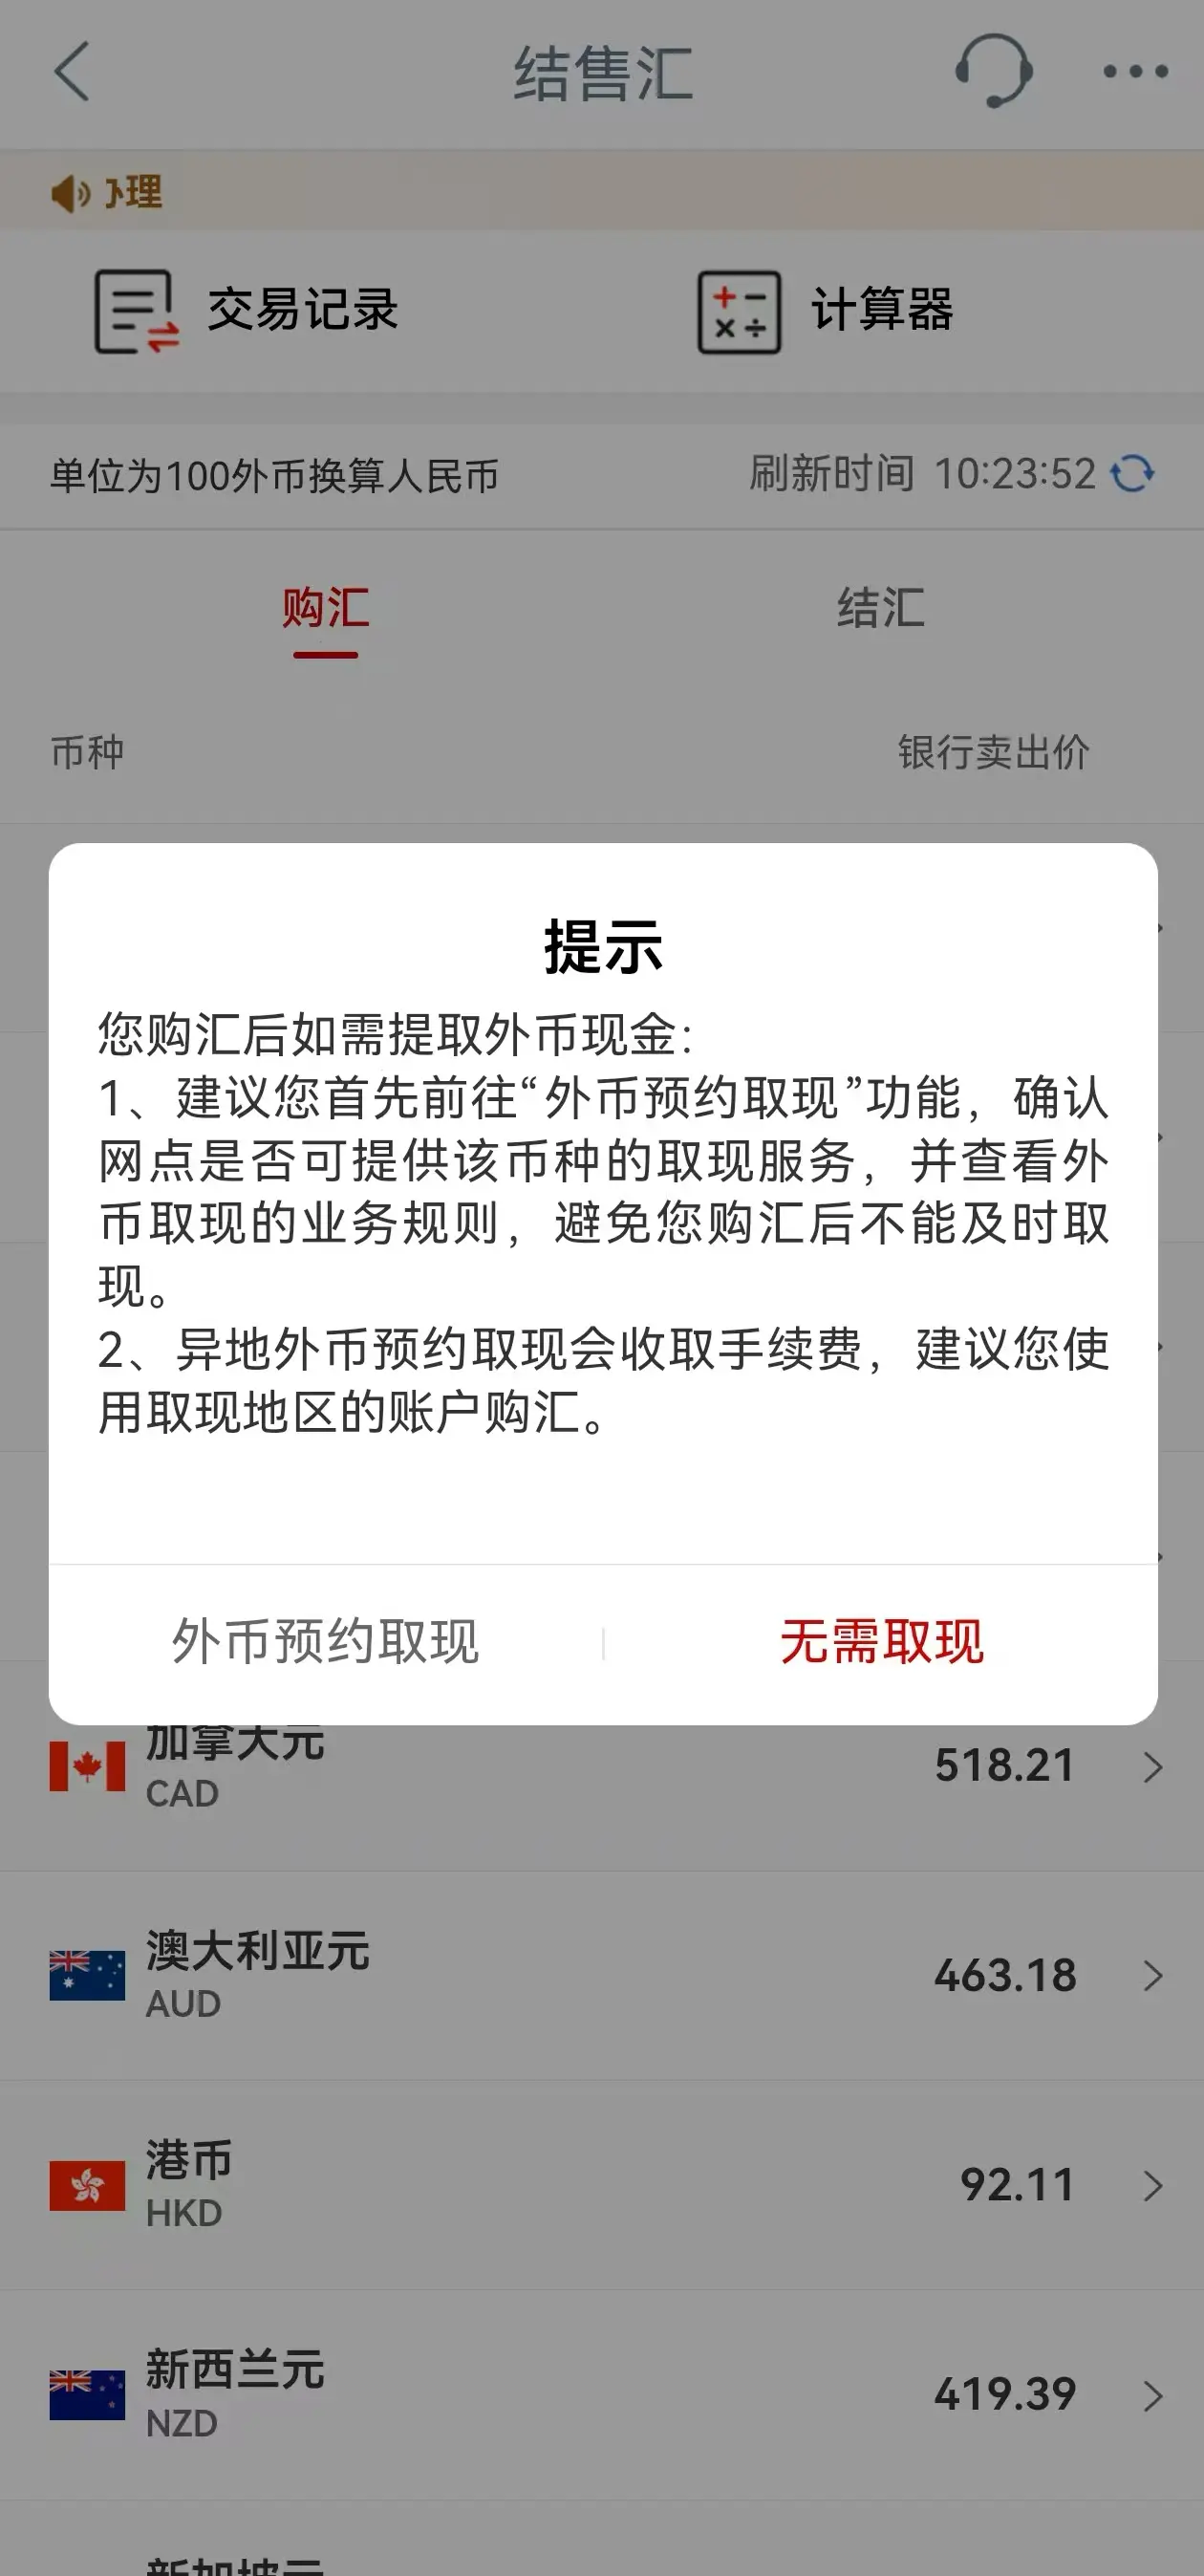 结售汇
理
交易记录
计算器
单位为100外币换算人民币
刷新时间 10:23:52
购汇
结汇
币种
银行卖出价
提示
您购汇后如需提取外币现金：
1、建议您首先前往“外币预约取现”功能，确认
网点是否可提供该币种的取现服务，并查看外
币取现的业务规则，避免您购汇后不能及时取
现。
2、异地外币预约取现会收取手续费，建议您使
用取现地区的账户购汇。
外币预约取现
无需取现
加拿大元
CAD
518.21
澳大利亚元
AUD
463.18
港币
HKD
92.11
新西兰元
NZD
419.39
新加坡元